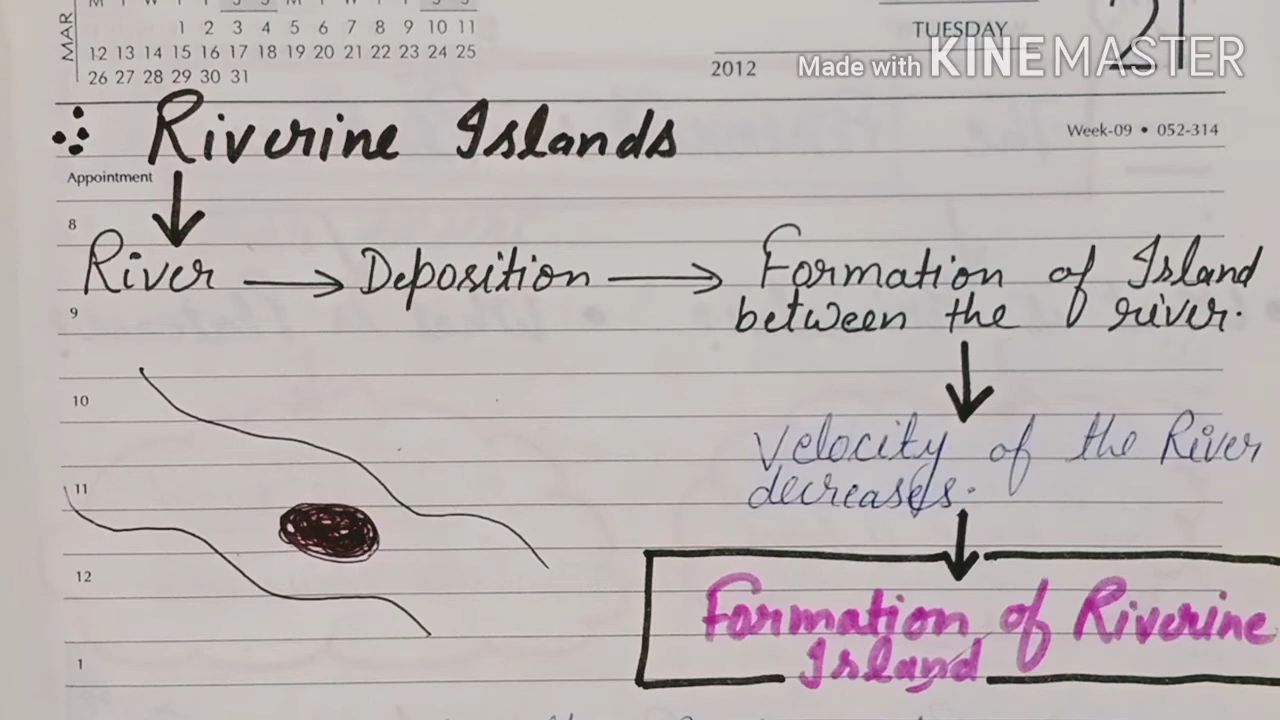 MAR
1 2 3 4 5 6 7 8 9 10 11
12 13 14 15 16 17 18 19 20 21 22 23 24 25
26 27 28 29 30 31
TUESDAY
21
2012
Made with KINEMASTER
Week-09 • 052-314
Riverine Islands
Appointment
8
River → Deposition → Formation of Island
between the river.
9
10
Velocity of the River
decreases.
11
12
Formation of Riverine
Island
1